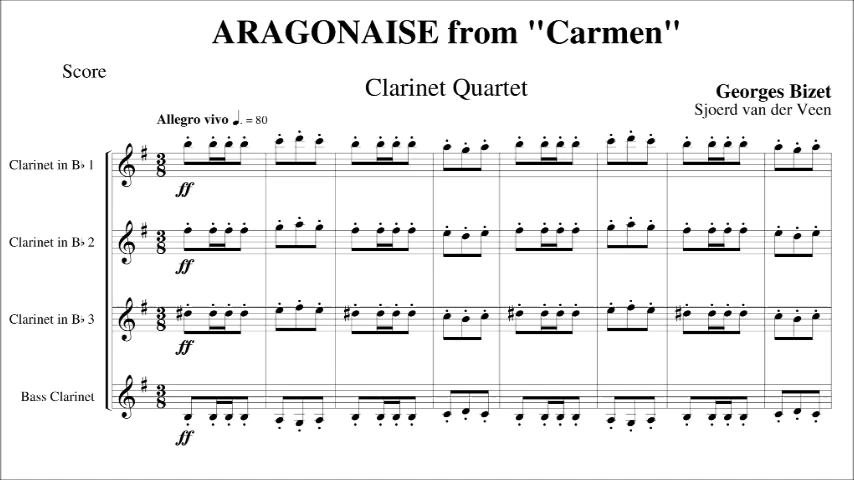 ARAGONAISE from "Carmen"
Score
Clarinet Quartet
Georges Bizet
Sjoerd van der Veen
Allegro vivo ♩. = 80
Clarinet in B♭ 1
ff
Clarinet in B♭ 2
ff
Clarinet in B♭ 3
ff
Bass Clarinet
ff